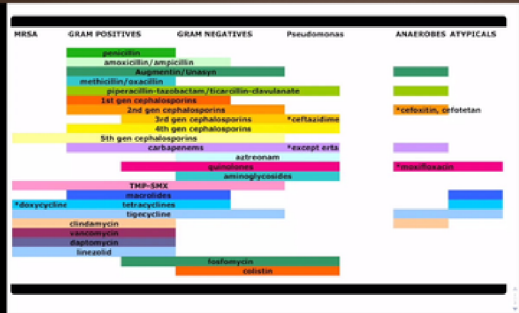 MRSA GRAM POSITIVES GRAM NEGATIVES Pseudomonas ANAEROBES ATYPICALS
penicillin
amoxicillin/ampicillin
Augmentin/Unasyn
methicillin/oxacillin
piperacillin-tazobactam/ticarcillin-clavulanate
1st gen cephalosporins
2nd gen cephalosporins *cefoxitin, cefotetan
3rd gen cephalosporins *ceftazidime
4th gen cephalosporins
5th gen cephalosporins
carbapenems *except erta
aztreonam
quinolones *moxifloxacin
aminoglycosides
TMP-SMX
macrolides
*doxycycline tetracyclines
tigecycline
clindamycin
vancomycin
daptomycin
linezolid
fosfomycin
colistin